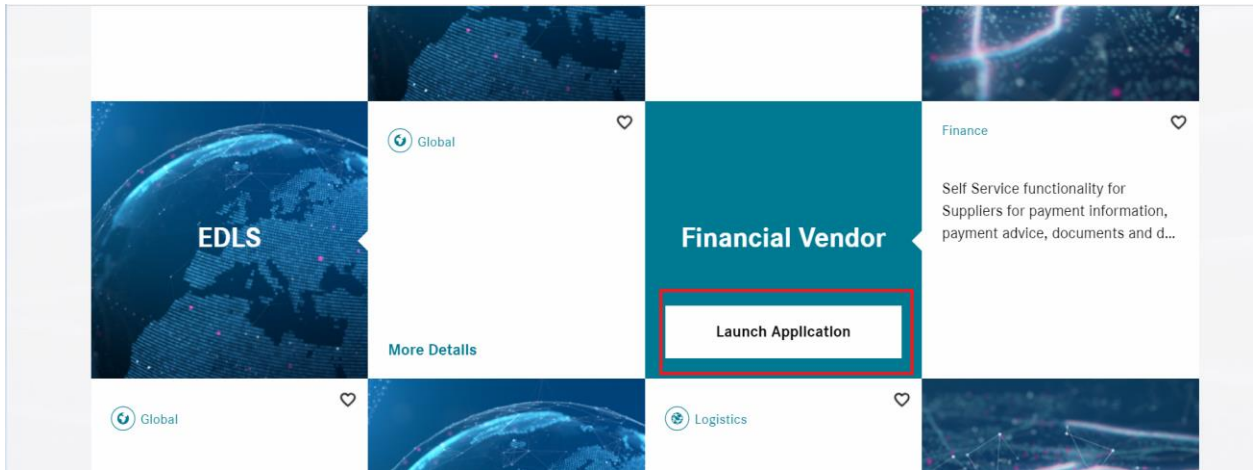 EDLS
Global
More Details
Financial Vendor
Launch Application
Finance
Self Service functionality for
Suppliers for payment information,
payment advice, documents and d...
Global
Logistics